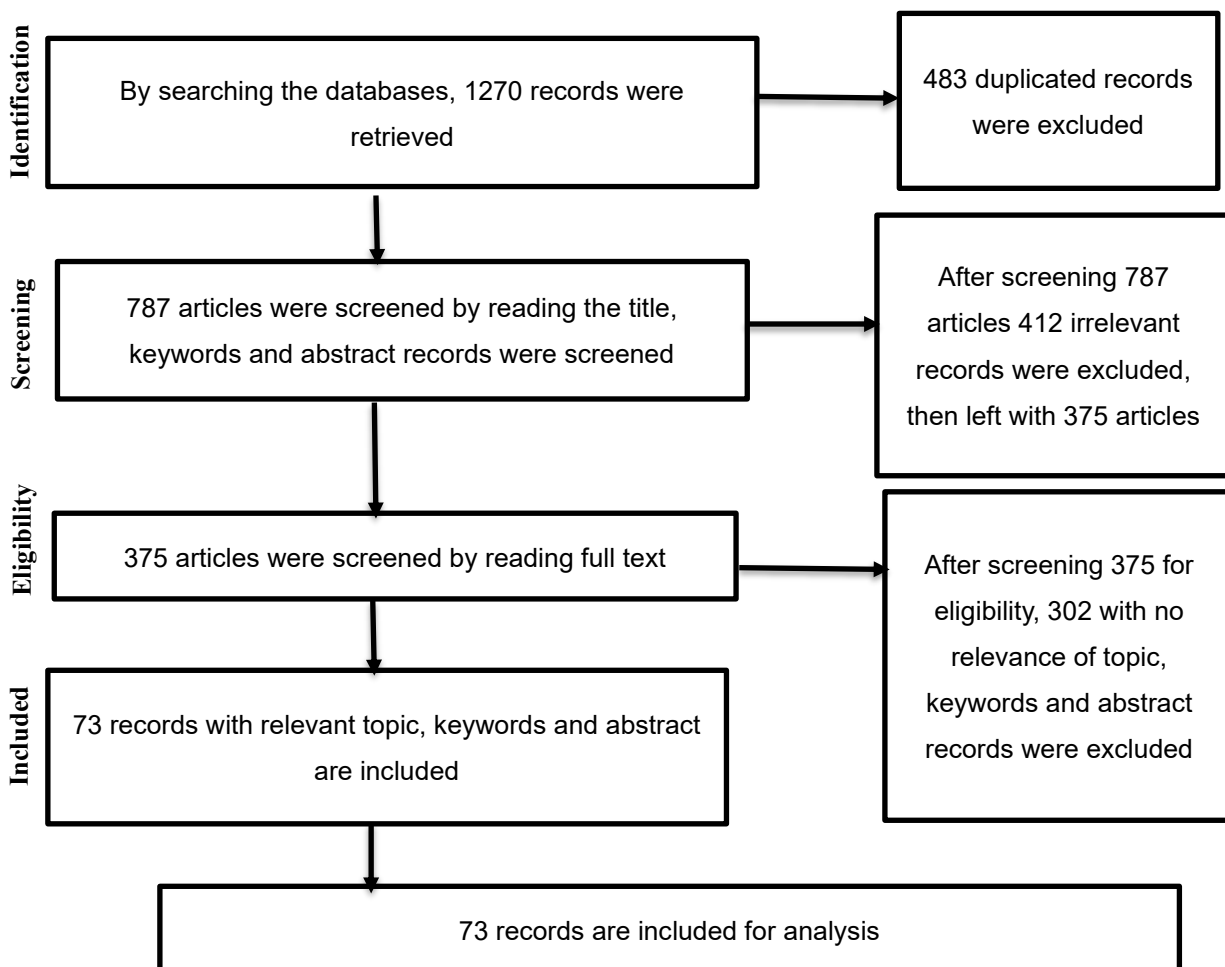 Identification
By searching the databases, 1270 records were
retrieved
483 duplicated records
were excluded
Screening
787 articles were screened by reading the title,
keywords and abstract records were screened
After screening 787
articles 412 irrelevant
records were excluded,
then left with 375 articles
Eligibility
375 articles were screened by reading full text
After screening 375 for
eligibility, 302 with no
relevance of topic,
keywords and abstract
records were excluded
Included
73 records with relevant topic, keywords and abstract
are included
73 records are included for analysis